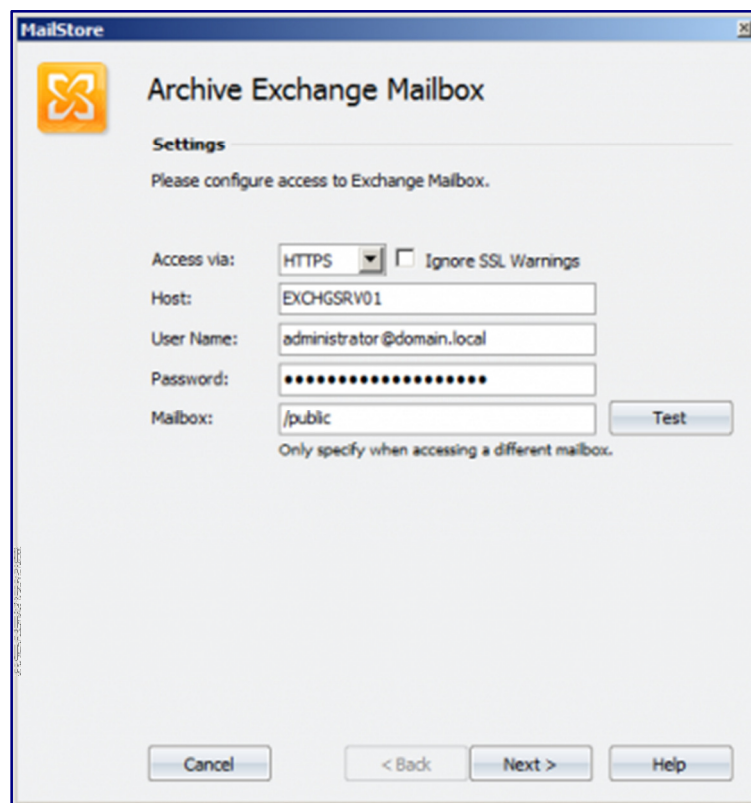 MailStore
Archive Exchange Mailbox
Settings
Please configure access to Exchange Mailbox.
Access via: HTTPS Ignore SSL Warnings
Host: EXCHGSRV01
User Name: administrator@domain.local
Password: •••••••••••••••••••
Mailbox: /public Test
Only specify when accessing a different mailbox.
Cancel < Back Next > Help